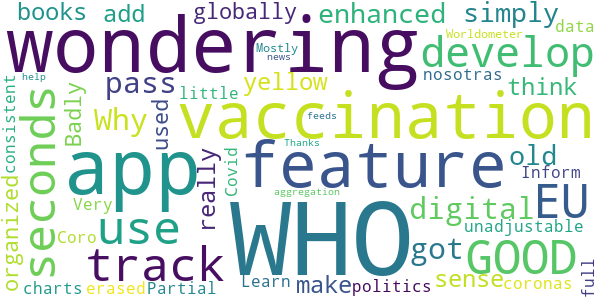 books add globally enhanced simply
wondering Mostly Worldometer data
news develop
help pass yellow nosotras think
consistent seconds Badly Why used little vaccination
really Covid feeds old
app feature Thanks Inform
organized aggregation EU
use WHO got digital unadjustable
Very Coro track Learn make GOOD full
charts erased Partial politics sense coronas